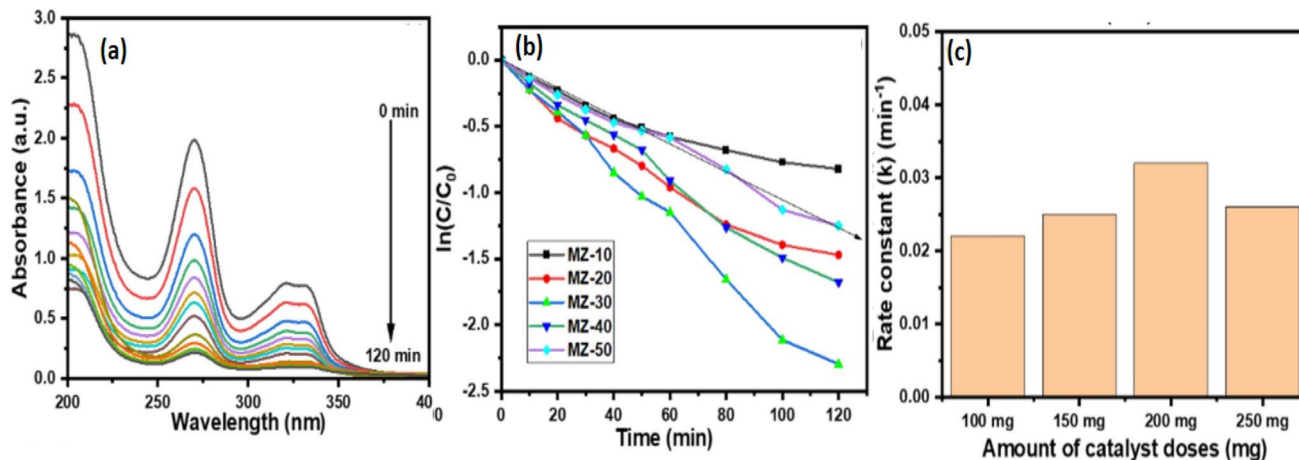 (a)
3.0
2.5
2.0
1.5
1.0
0.5
0.0
Absorbance (a.u.)
0 min
120 min
200 250 300 350 40
0
Wavelength (nm)
(b)
0.0
-0.5
-1.0
-1.5
-2.0
-2.5
ln(C/C0)
MZ-10
MZ-20
MZ-30
MZ-40
MZ-50
0 20 40 60 80 100 120
Time (min)
(c)
0.05
0.04
0.03
0.02
0.01
0.00
Rate constant (k) (min⁻¹)
100 mg 150 mg 200 mg 250 mg
Amount of catalyst doses (mg)